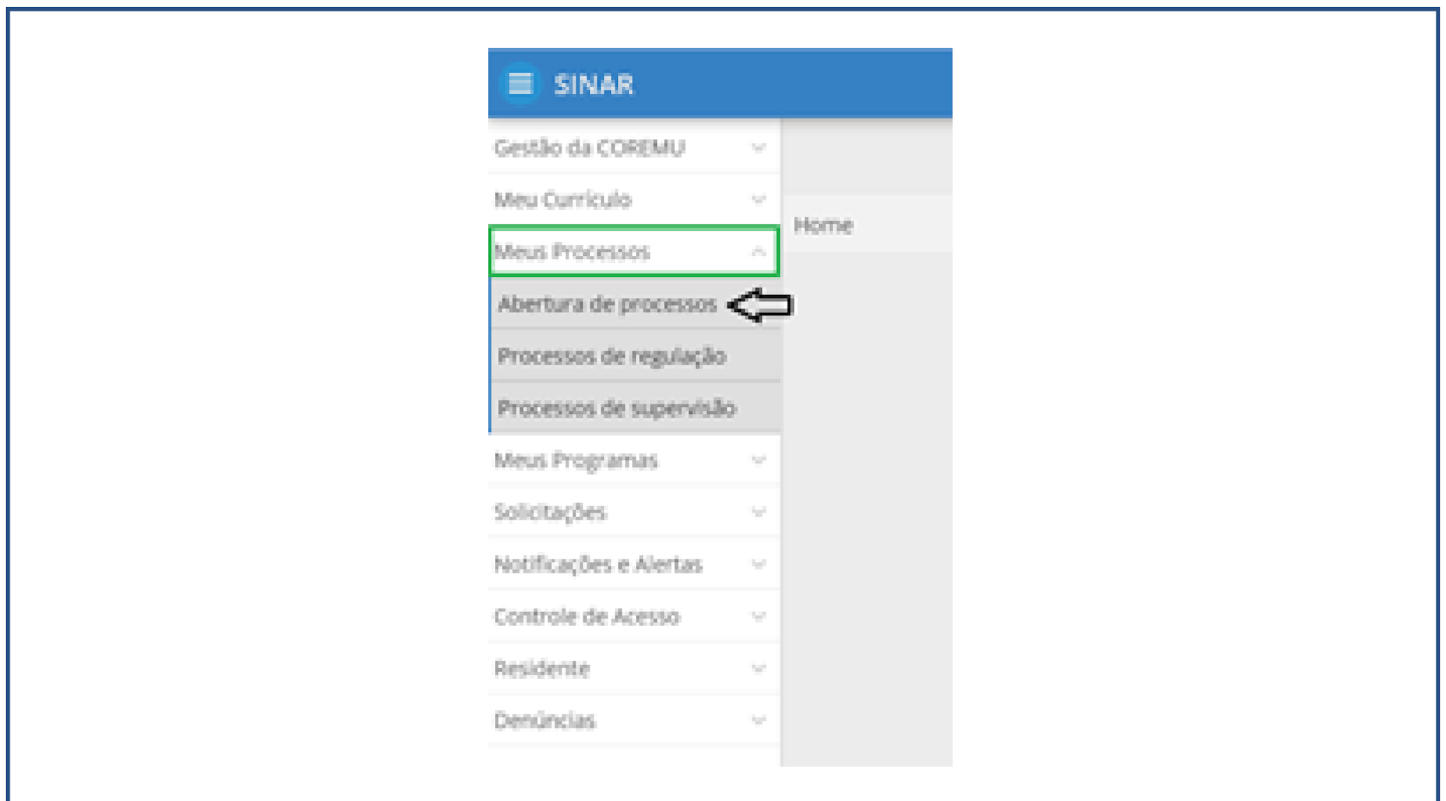 SINAR
Gestão da COREMU
Meu Currículo
Home
Meus Processos
Abertura de processos
Processos de regulação
Processos de supervisão
Meus Programas
Solicitações
Notificações e Alertas
Controle de Acesso
Residente
Denúncias